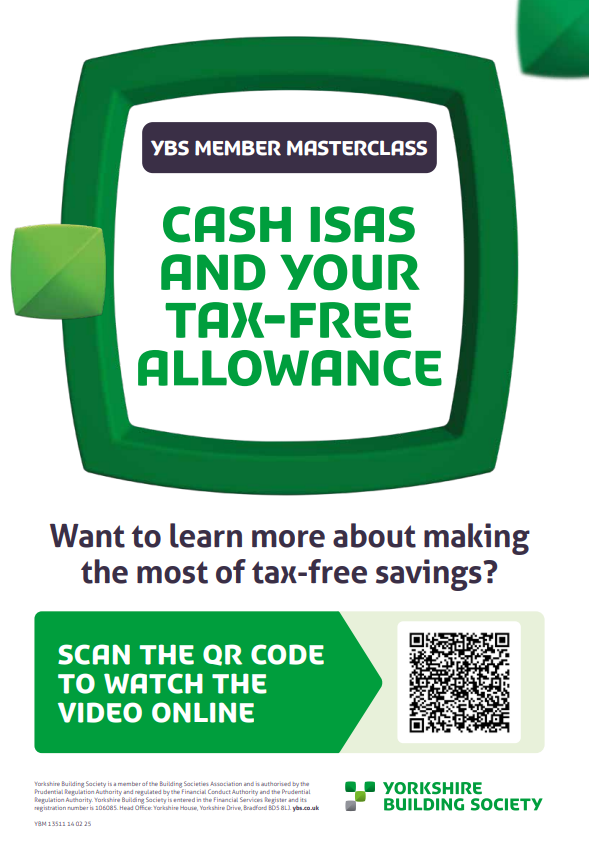 YBS MEMBER MASTERCLASS
CASH ISAS
AND YOUR
TAX-FREE
ALLOWANCE
Want to learn more about making
the most of tax-free savings?
SCAN THE QR CODE
TO WATCH THE
VIDEO ONLINE
Yorkshire Building Society is a member of the Building Societies Association and is authorised by the
Prudential Regulation Authority and regulated by the Financial Conduct Authority and the Prudential
Regulation Authority. Yorkshire Building Society is entered in the Financial Services Register and its
registration number is 106085. Head Office: Yorkshire House, Yorkshire Drive, Bradford BD5 8LJ. ybs.co.uk
YBM 13511 14 02 25
YORKSHIRE
BUILDING SOCIETY